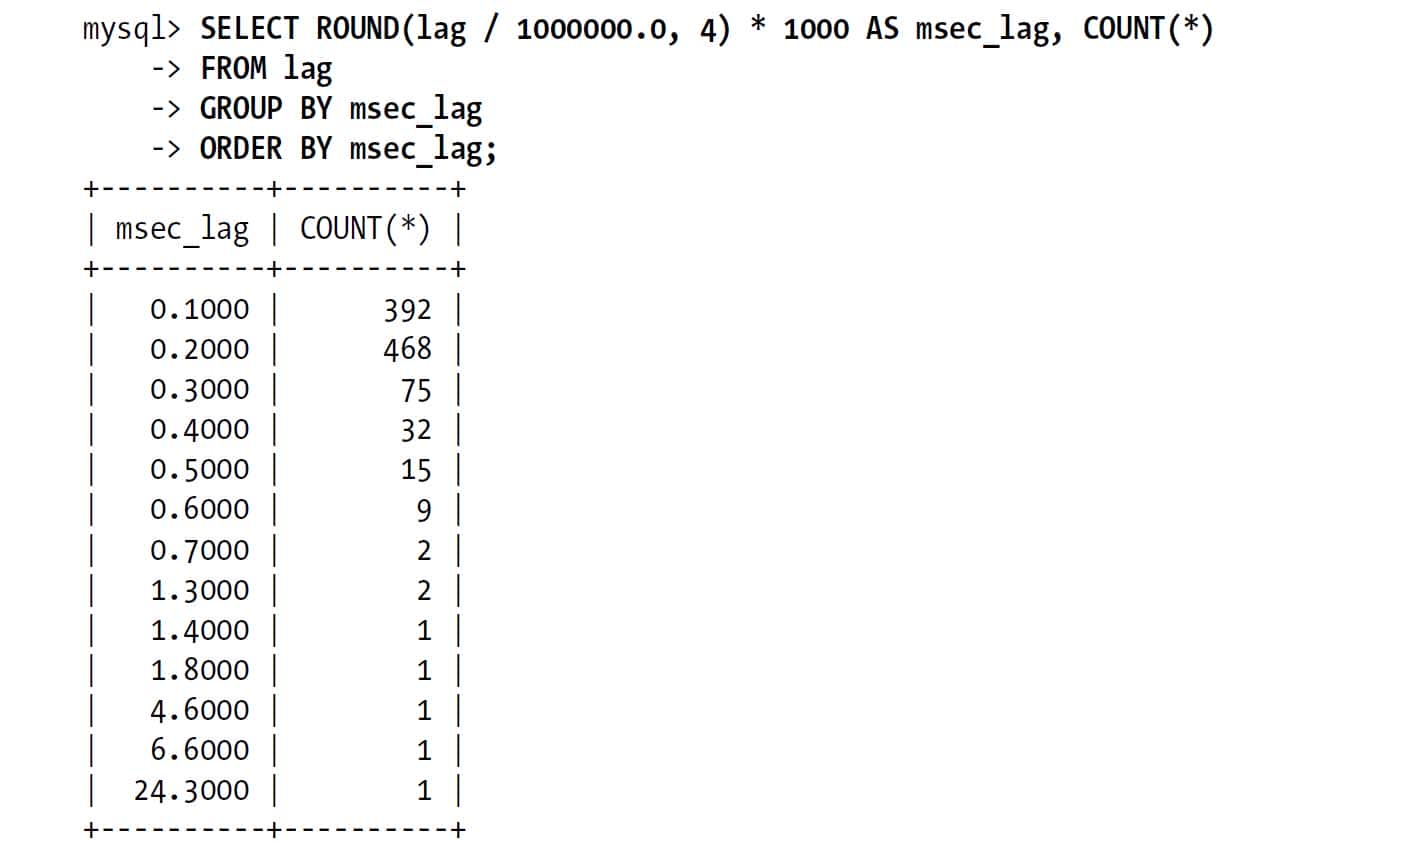 mysql> SELECT ROUND(lag / 1000000.0, 4) * 1000 AS msec_lag, COUNT(*)
    -> FROM lag
    -> GROUP BY msec_lag
    -> ORDER BY msec_lag;
+----------+----------+
| msec_lag | COUNT(*) |
+----------+----------+
|   0.1000 |      392 |
|   0.2000 |      468 |
|   0.3000 |       75 |
|   0.4000 |       32 |
|   0.5000 |       15 |
|   0.6000 |        9 |
|   0.7000 |        2 |
|   1.3000 |        2 |
|   1.4000 |        1 |
|   1.8000 |        1 |
|   4.6000 |        1 |
|   6.6000 |        1 |
|  24.3000 |        1 |
+----------+----------+